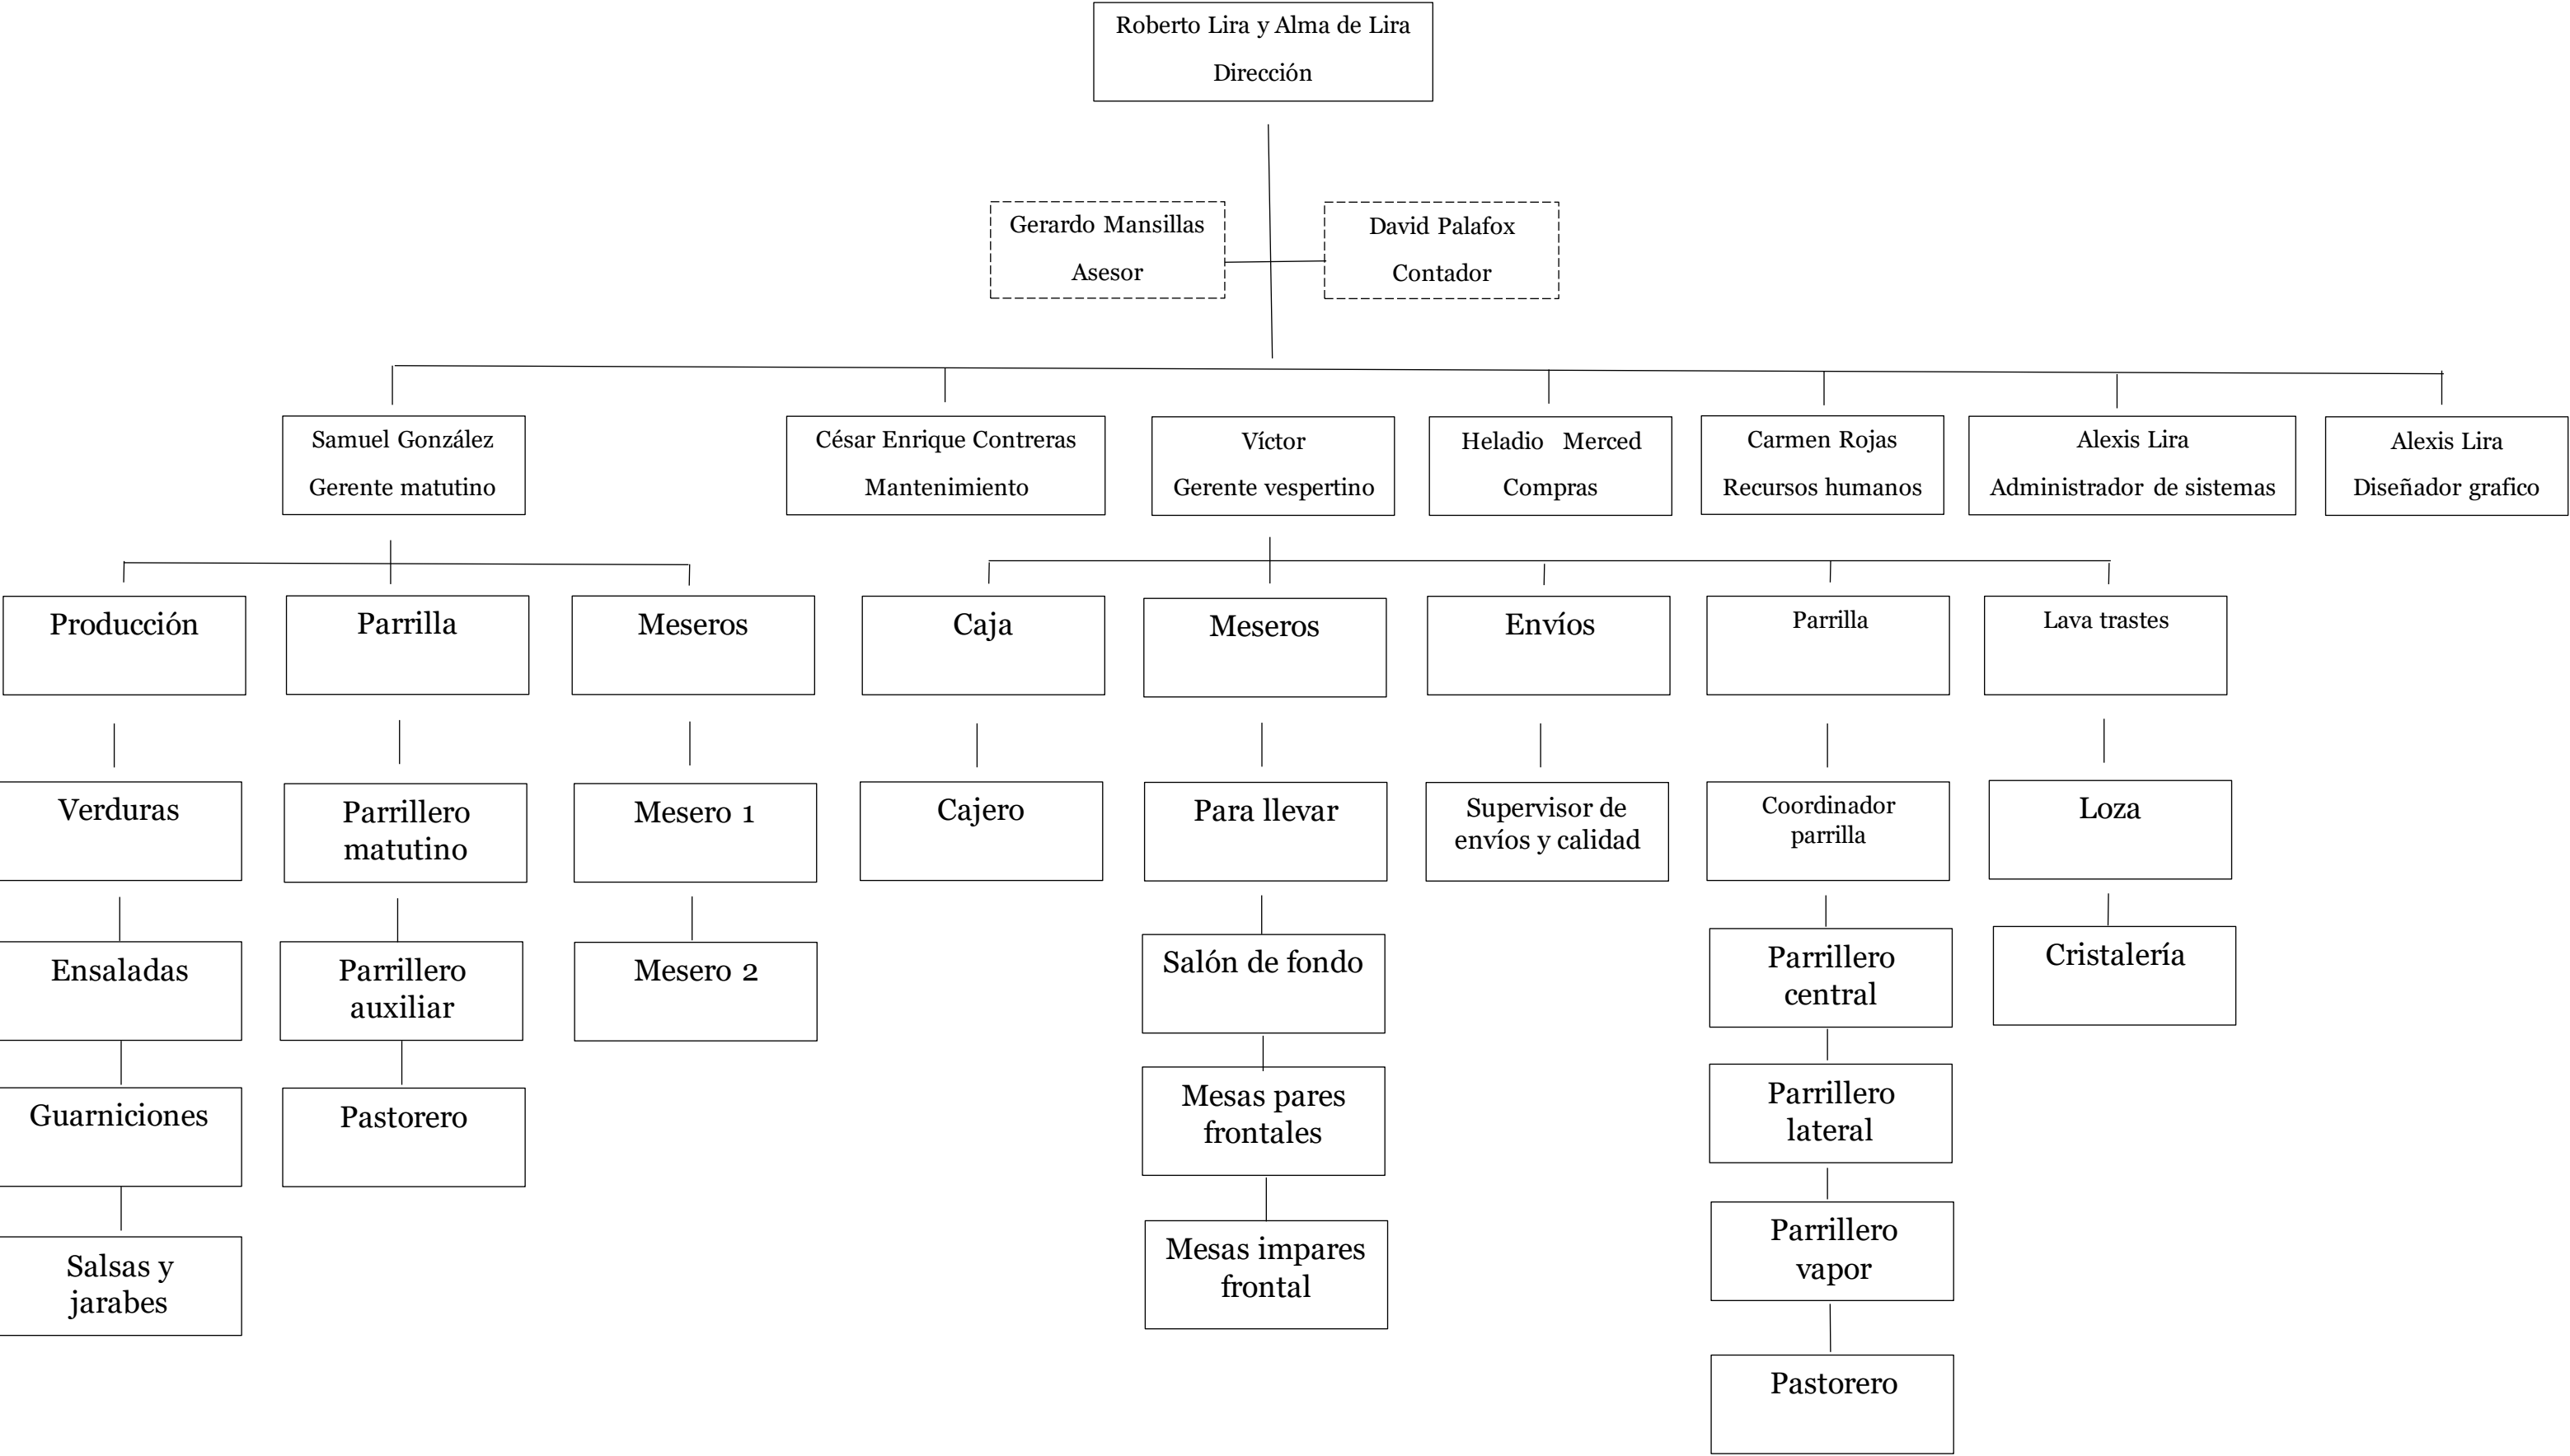 Roberto Lira y Alma de Lira
Dirección
Gerardo Mansillas
Asesor
David Palafox
Contador
Samuel González
Gerente matutino
César Enrique Contreras
Mantenimiento
Víctor
Gerente vespertino
Heladio Merced
Compras
Carmen Rojas
Recursos humanos
Alexis Lira
Administrador de sistemas
Alexis Lira
Diseñador grafico
Producción
Parrilla
Meseros
Caja
Meseros
Envíos
Parrilla
Lava trastes
Verduras
Parrillero
matutino
Mesero 1
Cajero
Para llevar
Supervisor de
envíos y calidad
Coordinador
parrilla
Loza
Ensaladas
Parrillero
auxiliar
Mesero 2
Salón de fondo
Parrillero
central
Cristalería
Guarniciones
Pastorero
Mesas pares
frontales
Parrillero
lateral
Salsas y
jarabes
Mesas impares
frontal
Parrillero
vapor
Pastorero